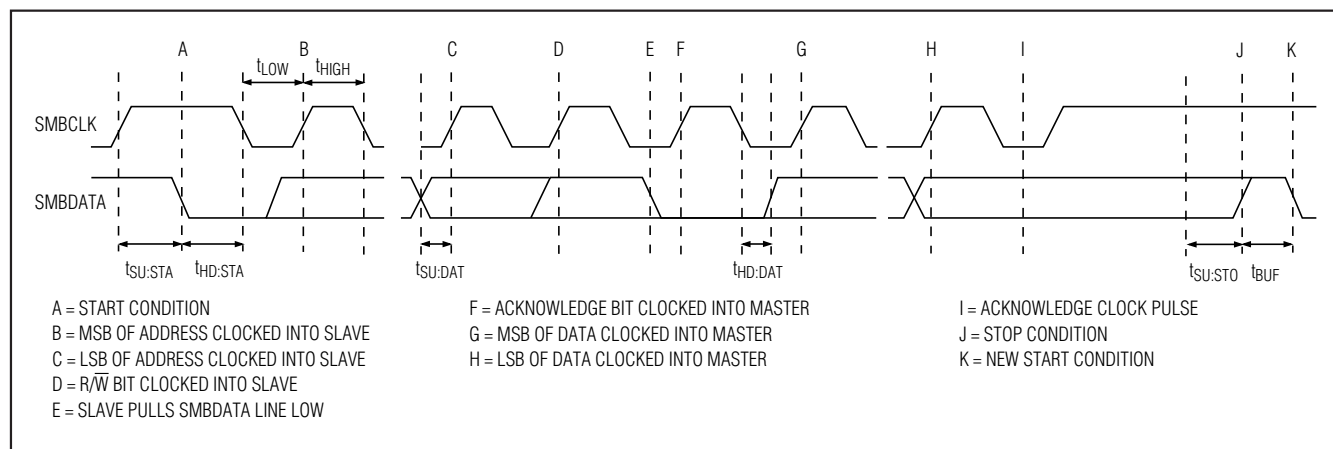 A B C D E F G H I J K
tLOW tHIGH
SMBCLK
SMBDATA
tSU:STA tHD:STA tSU:DAT tHD:DAT tSU:STO tBUF
A = START CONDITION
B = MSB OF ADDRESS CLOCKED INTO SLAVE
C = LSB OF ADDRESS CLOCKED INTO SLAVE
D = R/W̅ BIT CLOCKED INTO SLAVE
E = SLAVE PULLS SMBDATA LINE LOW
F = ACKNOWLEDGE BIT CLOCKED INTO MASTER
G = MSB OF DATA CLOCKED INTO MASTER
H = LSB OF DATA CLOCKED INTO MASTER
I = ACKNOWLEDGE CLOCK PULSE
J = STOP CONDITION
K = NEW START CONDITION